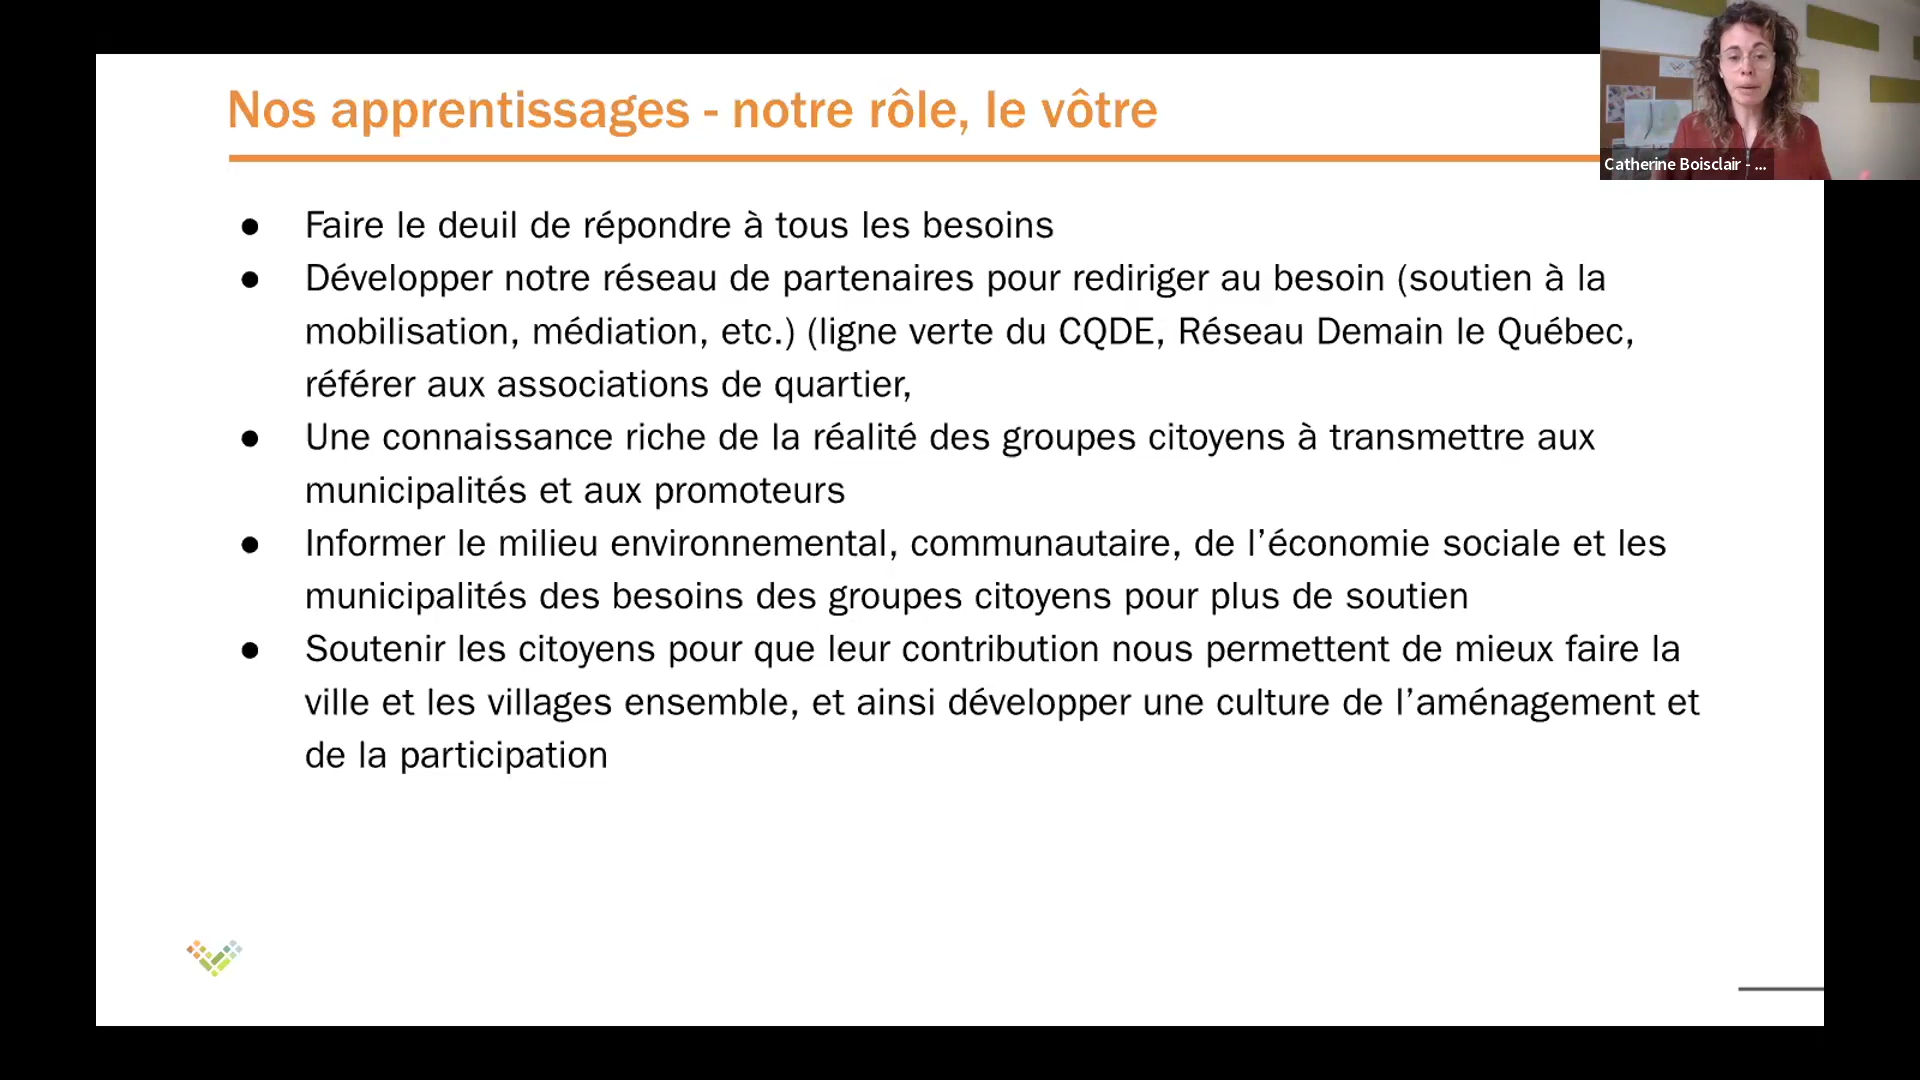 Nos apprentissages - notre rôle, le vôtre
Catherine Boisclair - ...
● Faire le deuil de répondre à tous les besoins
● Développer notre réseau de partenaires pour rediriger au besoin (soutien à la
mobilisation, médiation, etc.) (ligne verte du CQDE, Réseau Demain le Québec,
référer aux associations de quartier,
● Une connaissance riche de la réalité des groupes citoyens à transmettre aux
municipalités et aux promoteurs
● Informer le milieu environnemental, communautaire, de l’économie sociale et les
municipalités des besoins des groupes citoyens pour plus de soutien
● Soutenir les citoyens pour que leur contribution nous permettent de mieux faire la
ville et les villages ensemble, et ainsi développer une culture de l’aménagement et
de la participation